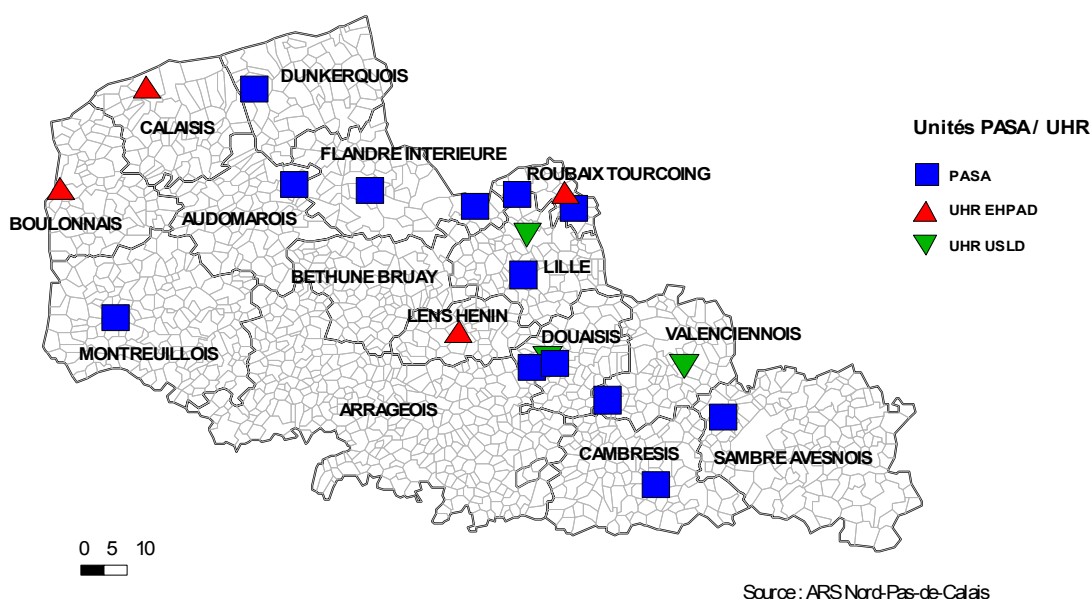 DUNKERQUOIS
CALAISIS
FLANDRE INTERIEURE
ROUBAIX TOURCOING
BOULONNAIS
AUDOMAROIS
BETHUNE BRUAY
LILLE
LENS HENIN
DOUAISIS
VALENCIENNOIS
MONTREUILLOIS
ARRAGEOIS
CAMBRESIS
SAMBRE AVESNOIS
Unités PASA / UHR
PASA
UHR EHPAD
UHR USLD
0 5 10
Source : ARS Nord-Pas-de-Calais